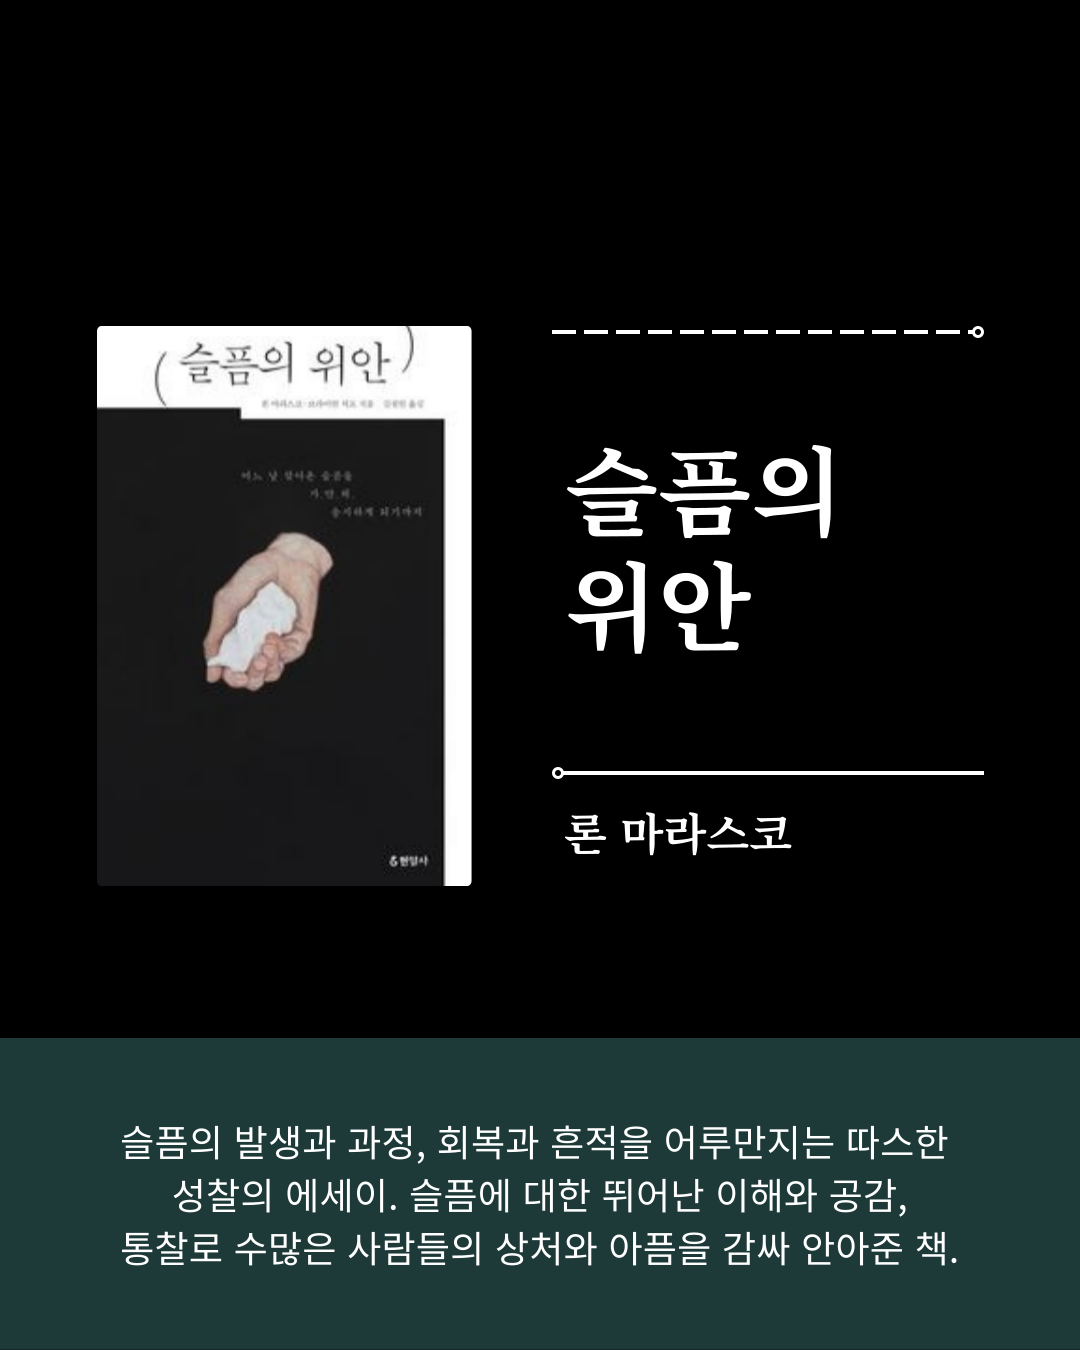 (슬픔의 위안)
론 마라스코·브라이언 셔프 지음 김설인 옮김
어느 날 찾아온 슬픔을
가.만.히.
응시하게 되기까지
현암사
슬픔의
위안
론 마라스코
슬픔의 발생과 과정, 회복과 흔적을 어루만지는 따스한
성찰의 에세이. 슬픔에 대한 뛰어난 이해와 공감,
통찰로 수많은 사람들의 상처와 아픔을 감싸 안아준 책.